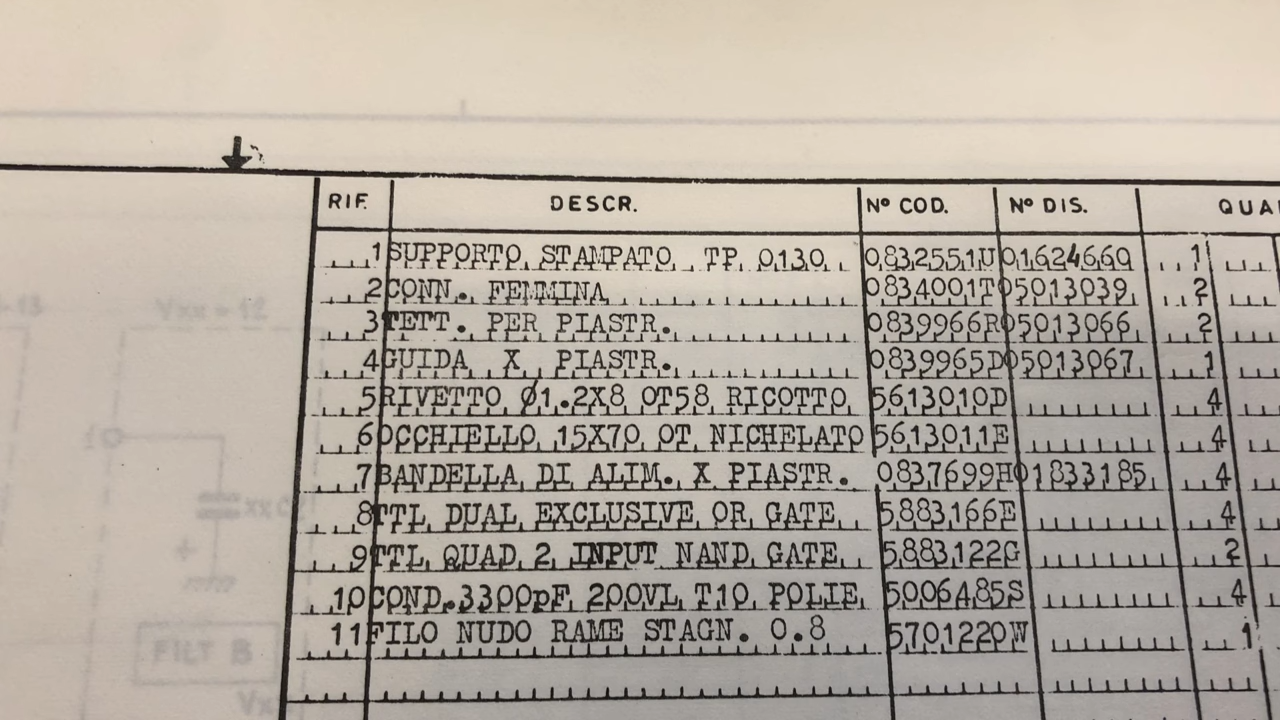 RIF. DESCR. Nº COD. Nº DIS.
1 SUPPORTO STAMPATO TP 0130 0832551U 01624669 1
2 CONN. FEMMINA 0834001T 05013039 2
3 TETT. PER PIASTR. 0839966R 05013066 2
4 GUIDA X PIASTR. 0839965D 05013067 1
5 RIVETTO Ø1.2X8 OT58 RICOTTO 5613010D 4
6 OCCHIELLO 15X70 OT NICHELATO 5613011E 4
7 BANDELLA DI ALIM. X PIASTR. 0837699H 01833185 4
8 TTL DUAL EXCLUSIVE OR GATE 5883166E 4
9 TTL QUAD 2 INPUT NAND GATE 5883122G 2
10 COND.3300pF 200VL T10 POLIE 5006485S 4
11 FILO NUDO RAME STAGN. 0.8 5701220W 1
Vxx = 12
FILT B